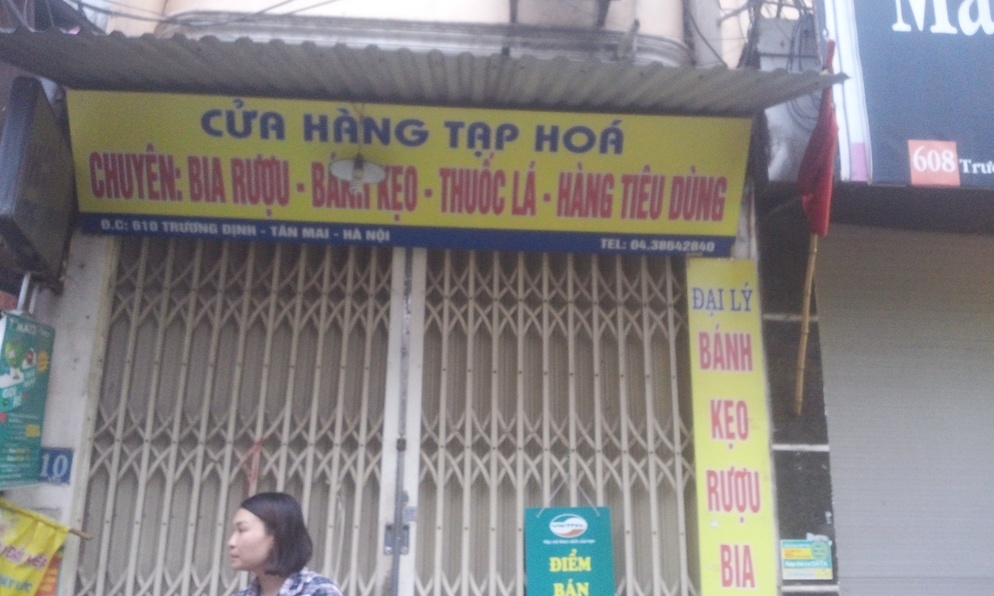 CỬA HÀNG TẠP HOÁ
CHUYÊN: BIA RƯỢU - BÁNH KẸO - THUỐC LÁ - HÀNG TIÊU DÙNG
Đ.C: 610 TRƯƠNG ĐỊNH - TÂN MAI - HÀ NỘI
TEL: 04.38642840
ĐẠI LÝ
BÁNH
KẸO
RƯỢU
BIA
608
10
VIETTEL
ĐIỂM
BÁN